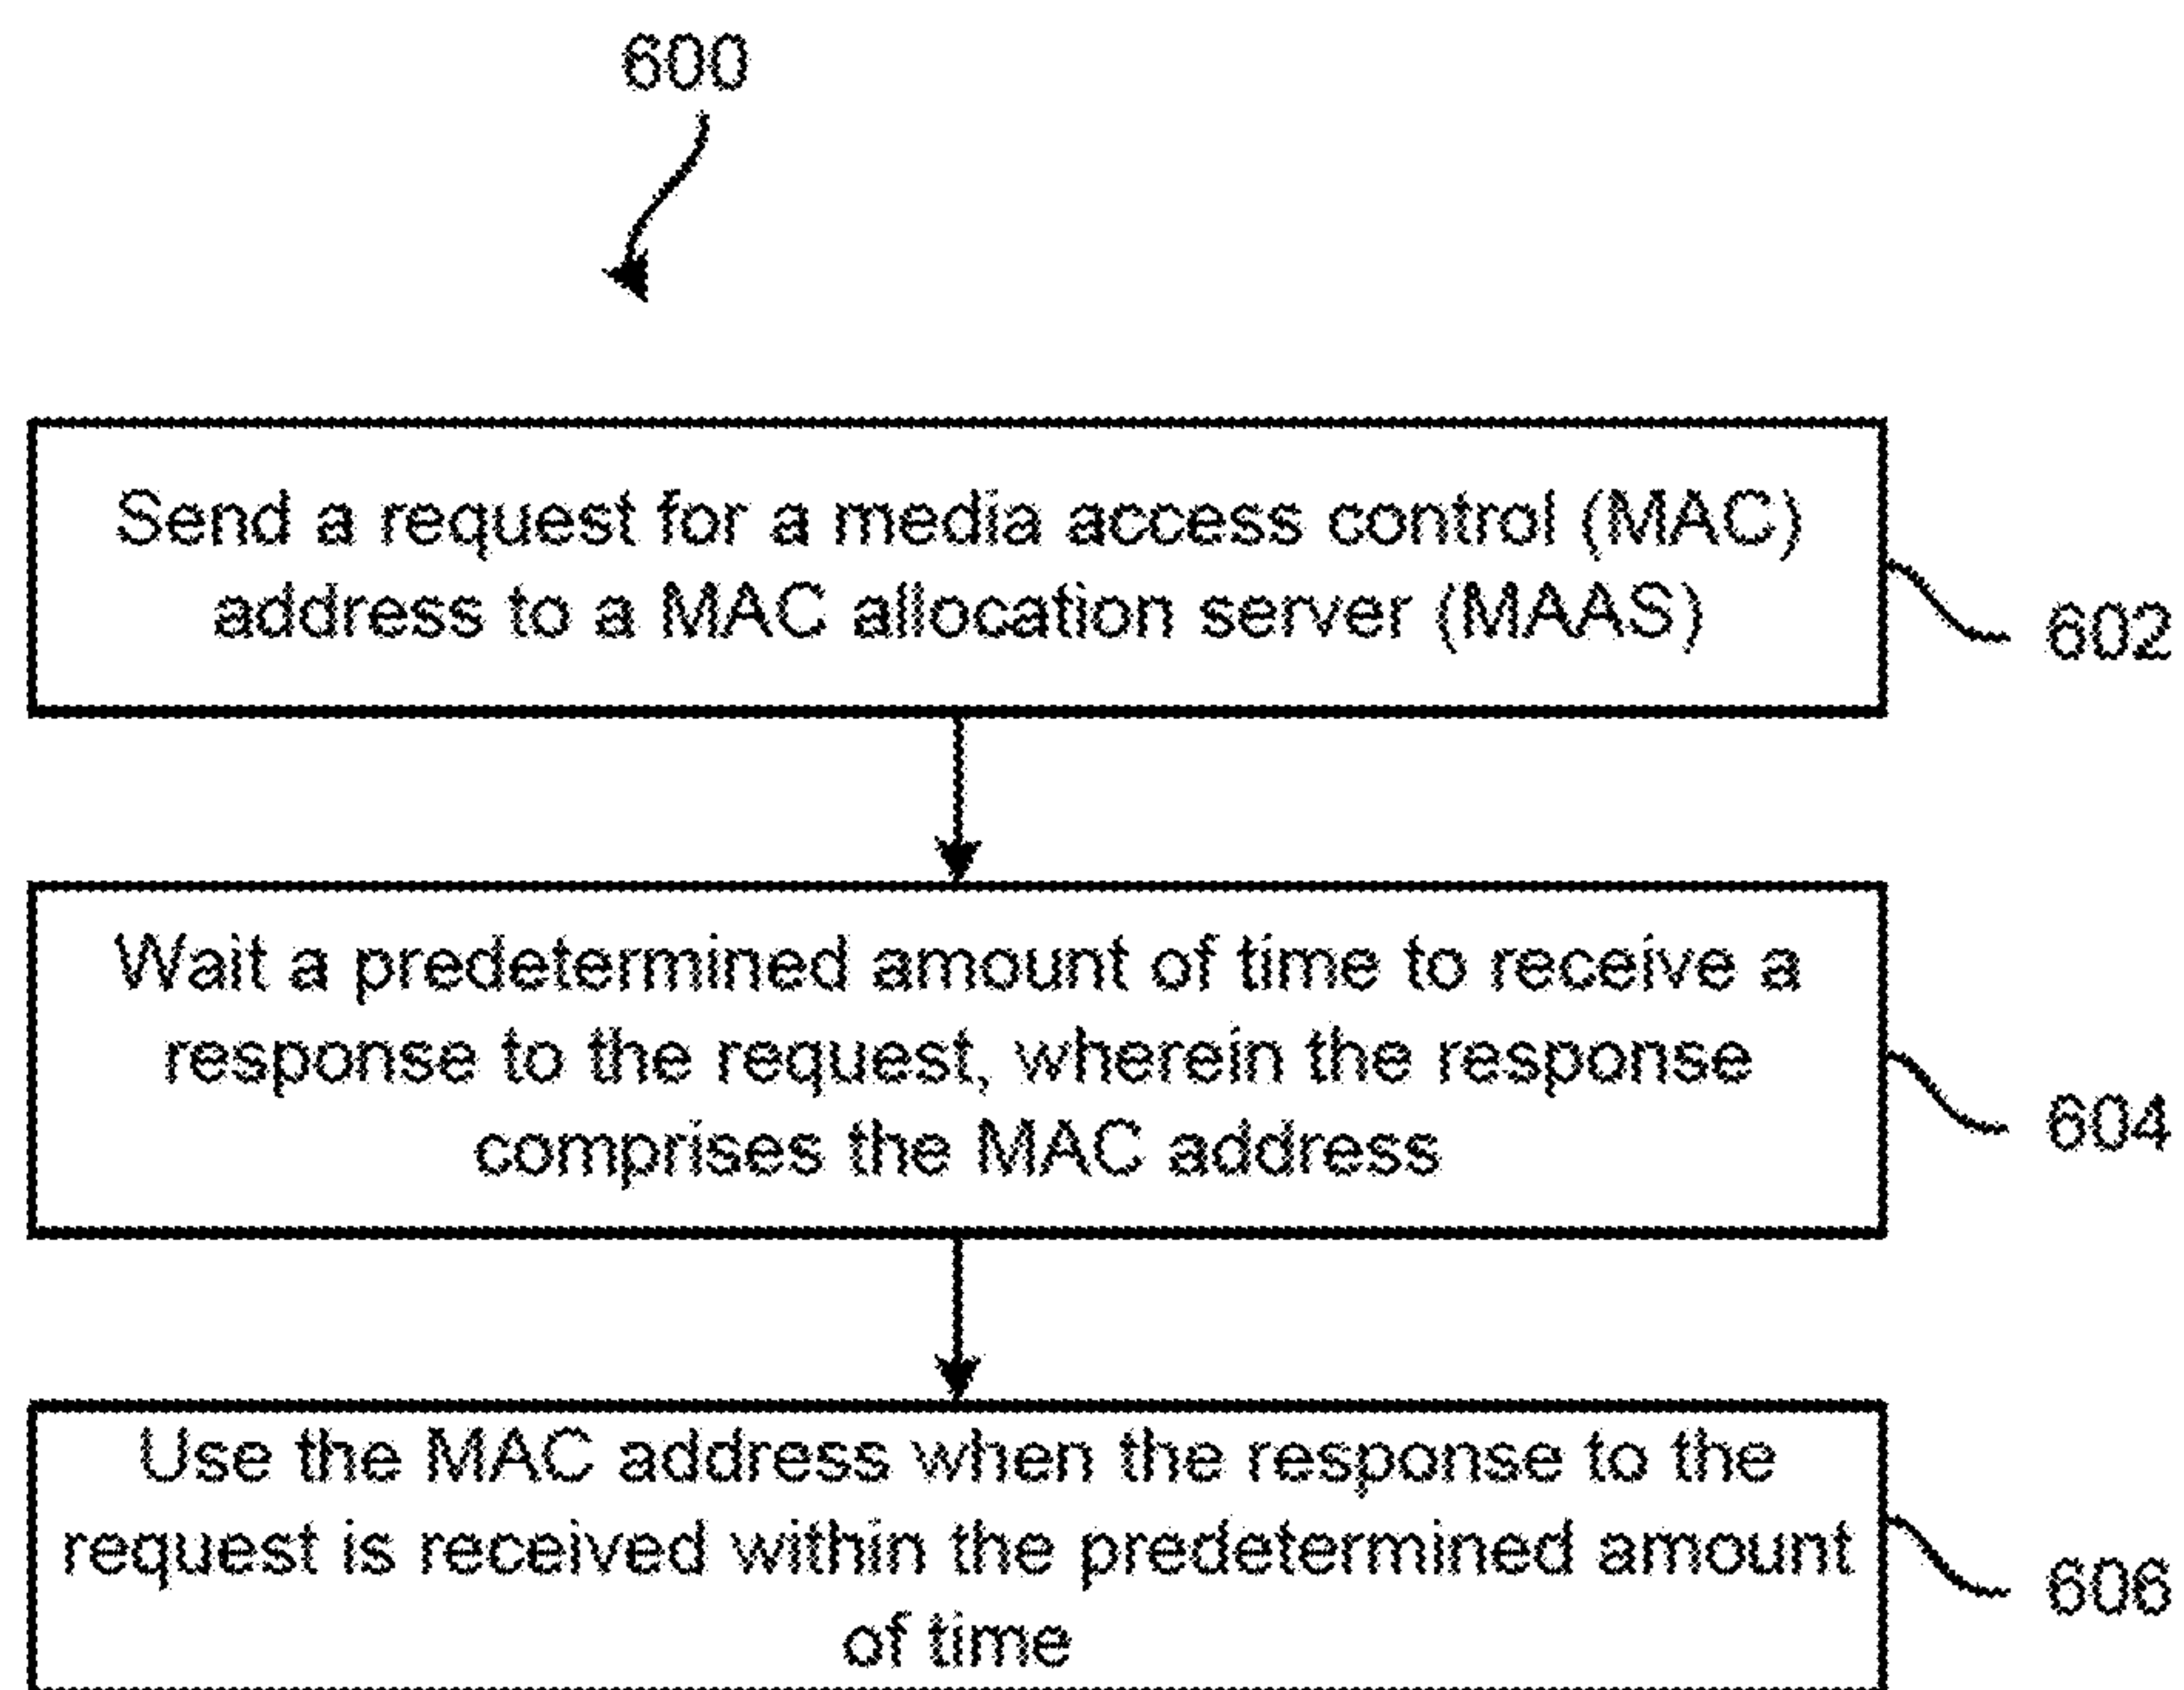 600
Send a request for a media access control (MAC)
address to a MAC allocation server (MAAS)
602
Wait a predetermined amount of time to receive a
response to the request, wherein the response
comprises the MAC address
604
Use the MAC address when the response to the
request is received within the predetermined amount
of time
606